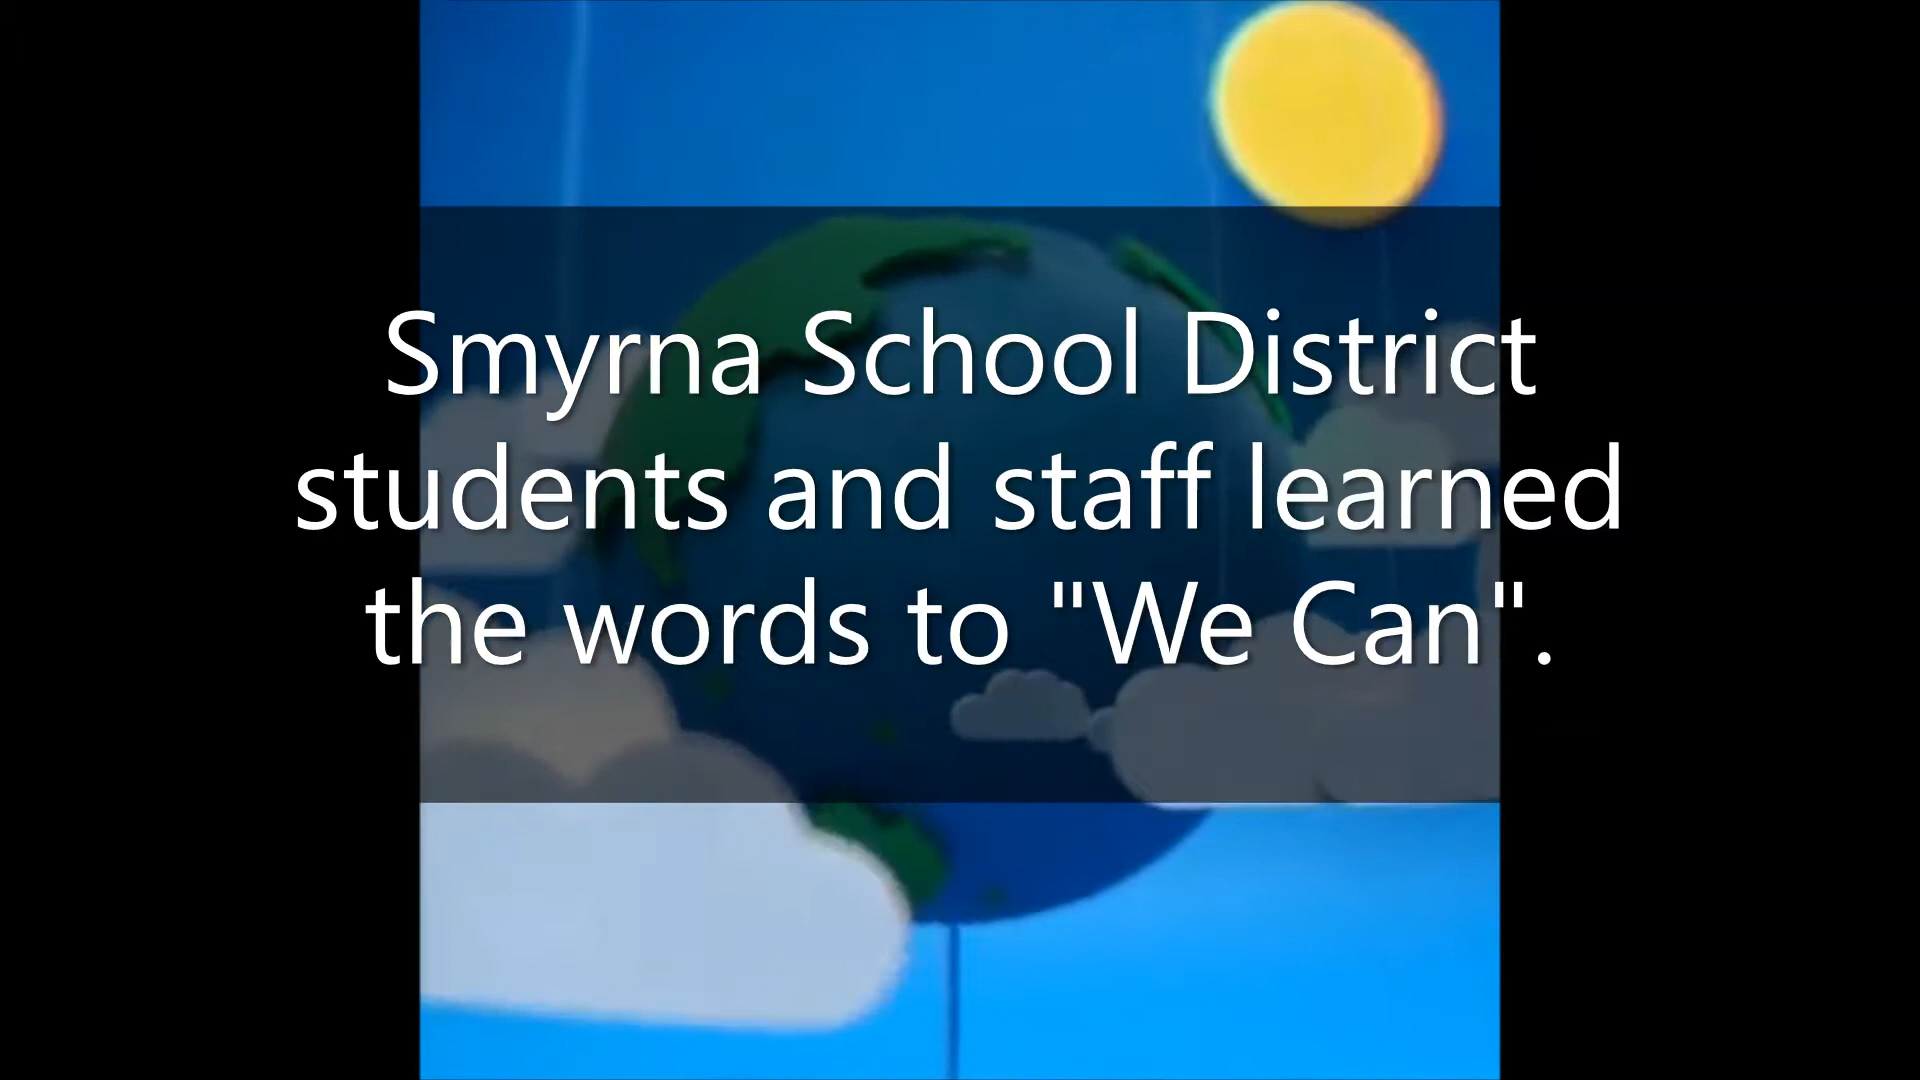 Smyrna School District
students and staff learned
the words to "We Can".